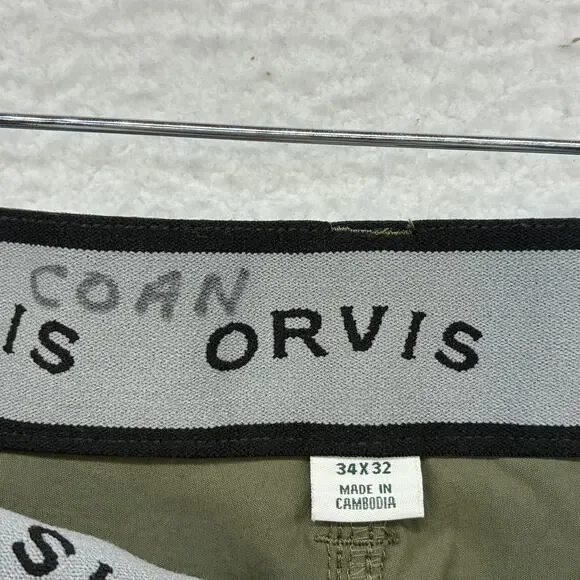 COAN
IS ORVIS
34X32
MADE IN
CAMBODIA